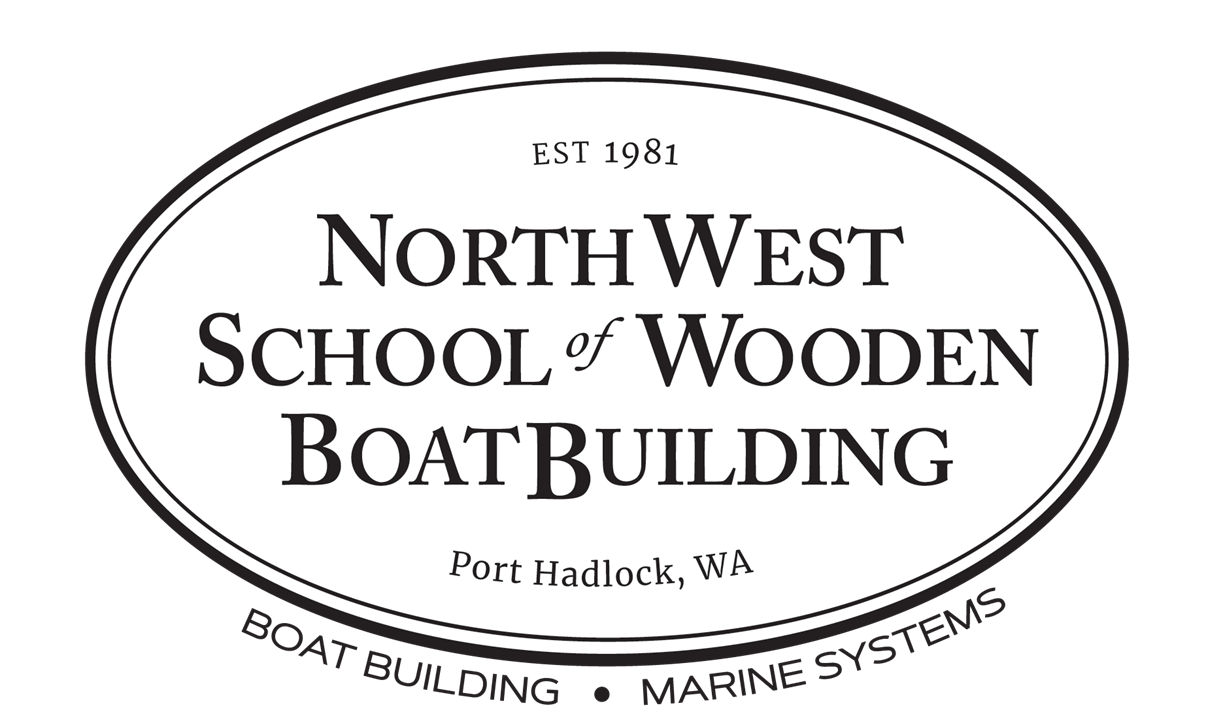 EST 1981
NORTHWEST
SCHOOL of WOODEN
BOATBUILDING
Port Hadlock, WA
BOAT BUILDING • MARINE SYSTEMS